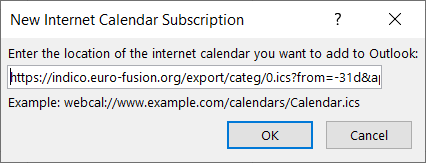 New Internet Calendar Subscription ? ×
Enter the location of the internet calendar you want to add to Outlook:
https://indico.euro-fusion.org/export/categ/0.ics?from=-31d&ap
Example: webcal://www.example.com/calendars/Calendar.ics
OK Cancel